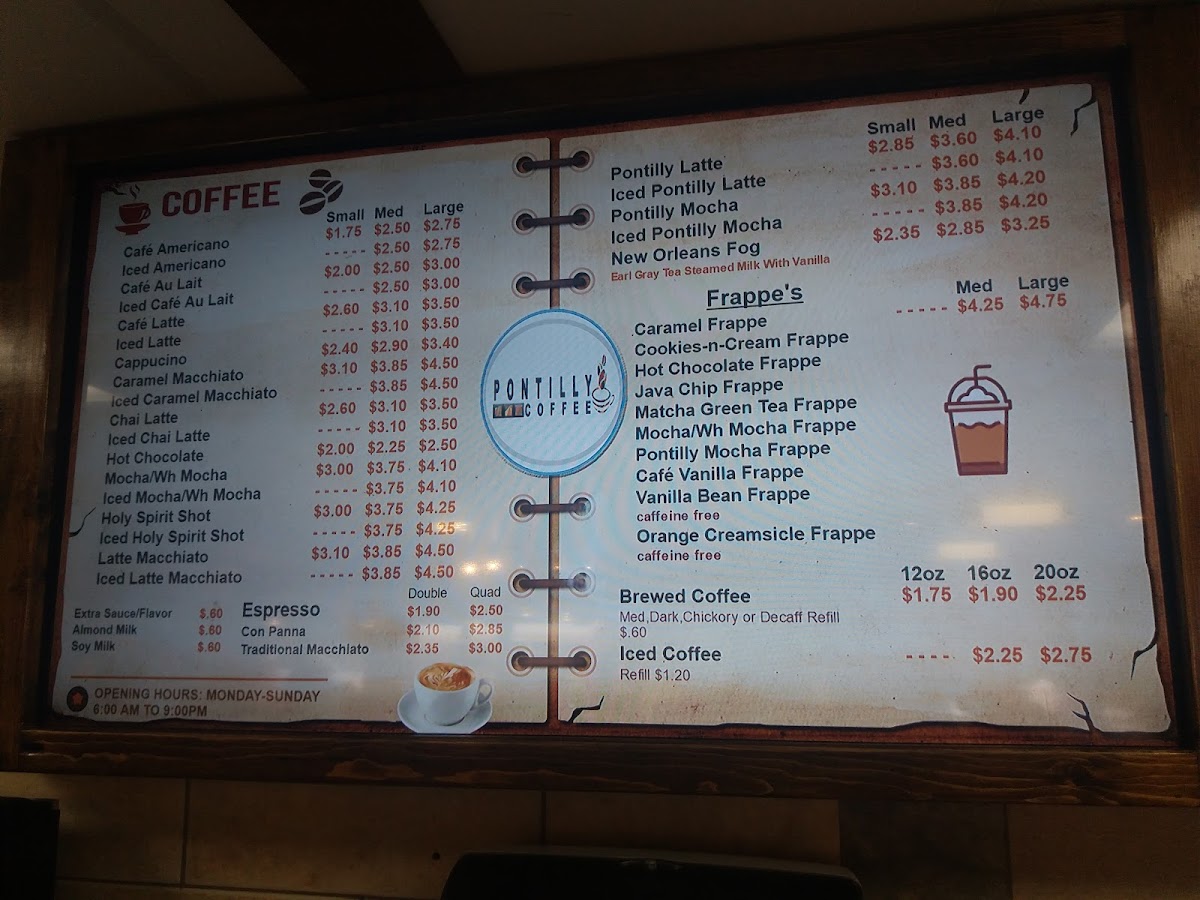 COFFEE
Small Med Large
Café Americano $1.75 $2.50 $2.75
Iced Americano ----- $2.50 $2.75
Café Au Lait $2.00 $2.50 $3.00
Iced Café Au Lait ----- $2.50 $3.00
Café Latte $2.60 $3.10 $3.50
Iced Latte ----- $3.10 $3.50
Cappucino $2.40 $2.90 $3.40
Caramel Macchiato $3.10 $3.85 $4.50
Iced Caramel Macchiato ----- $3.85 $4.50
Chai Latte $2.60 $3.10 $3.50
Iced Chai Latte ----- $3.10 $3.50
Hot Chocolate $2.00 $2.25 $2.50
Mocha/Wh Mocha $3.00 $3.75 $4.10
Iced Mocha/Wh Mocha ----- $3.75 $4.10
Holy Spirit Shot $3.00 $3.75 $4.25
Iced Holy Spirit Shot ----- $3.75 $4.25
Latte Macchiato $3.10 $3.85 $4.50
Iced Latte Macchiato ----- $3.85 $4.50
Extra Sauce/Flavor $.60
Almond Milk $.60
Soy Milk $.60
Double Quad
Espresso $1.90 $2.50
Con Panna $2.10 $2.85
Traditional Macchiato $2.35 $3.00
OPENING HOURS: MONDAY-SUNDAY
6:00 AM TO 9:00PM
PONTILLY
COFFEE
Small Med Large
Pontilly Latte $2.85 $3.60 $4.10
Iced Pontilly Latte ----- $3.60 $4.10
Pontilly Mocha $3.10 $3.85 $4.20
Iced Pontilly Mocha ----- $3.85 $4.20
New Orleans Fog $2.35 $2.85 $3.25
Earl Gray Tea Steamed Milk With Vanilla
Frappe's
Med Large
----- $4.25 $4.75
Caramel Frappe
Cookies-n-Cream Frappe
Hot Chocolate Frappe
Java Chip Frappe
Matcha Green Tea Frappe
Mocha/Wh Mocha Frappe
Pontilly Mocha Frappe
Café Vanilla Frappe
Vanilla Bean Frappe
caffeine free
Orange Creamsicle Frappe
caffeine free
12oz 16oz 20oz
Brewed Coffee $1.75 $1.90 $2.25
Med,Dark,Chickory or Decaff Refill
$.60
Iced Coffee ---- $2.25 $2.75
Refill $1.20